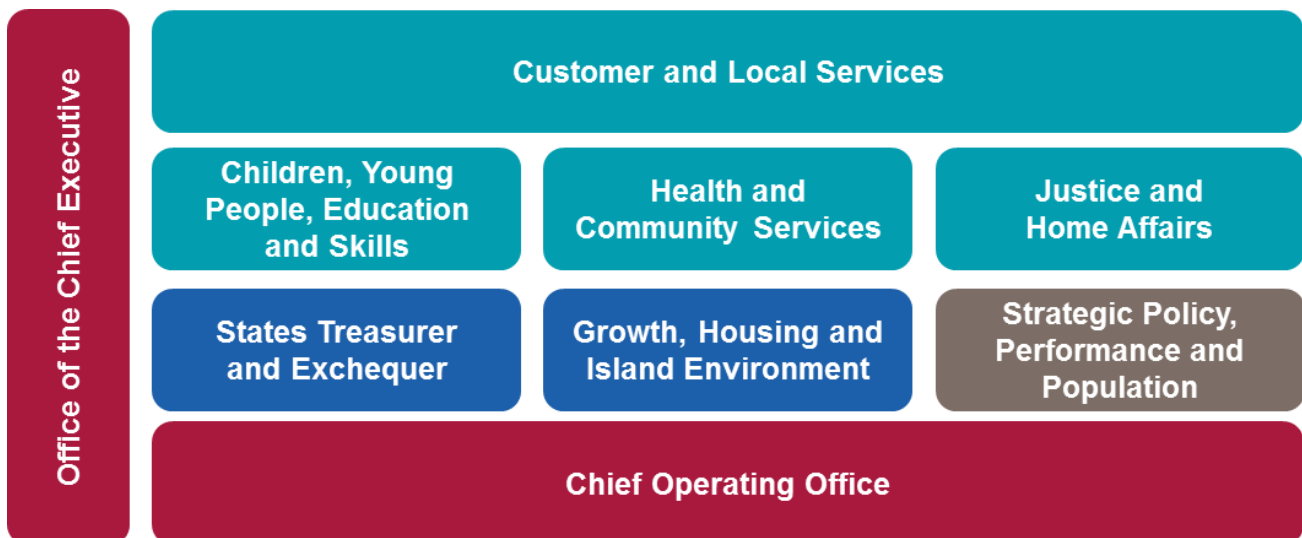 Office of the Chief Executive
Customer and Local Services
Children, Young
People, Education
and Skills
Health and
Community Services
Justice and
Home Affairs
States Treasurer
and Exchequer
Growth, Housing and
Island Environment
Strategic Policy,
Performance and
Population
Chief Operating Office